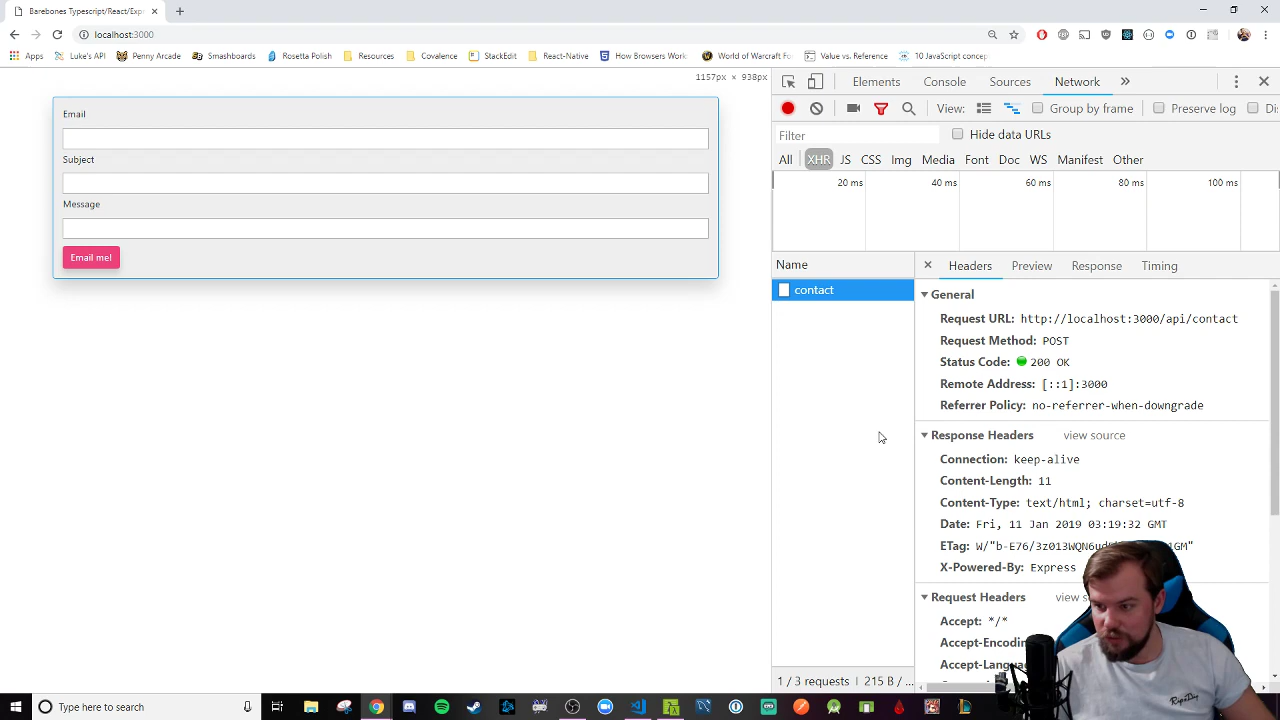 Barebones Typescript/React/Expr
localhost:3000
Apps
Luke's API
Penny Arcade
Smashboards
Rosetta Polish
Resources
Covalence
StackEdit
React-Native
How Browsers Work
World of Warcraft Fo
Value vs. Reference
10 JavaScript concep
1157px × 938px
Email
Subject
Message
Email me!
Elements
Console
Sources
Network
View:
Group by frame
Preserve log
Filter
Hide data URLs
All
XHR
JS
CSS
Img
Media
Font
Doc
WS
Manifest
Other
20 ms
40 ms
60 ms
80 ms
100 ms
Name
Headers
Preview
Response
Timing
contact
General
Request URL: http://localhost:3000/api/contact
Request Method: POST
Status Code: 200 OK
Remote Address: [::1]:3000
Referrer Policy: no-referrer-when-downgrade
Response Headers
view source
Connection: keep-alive
Content-Length: 11
Content-Type: text/html; charset=utf-8
Date: Fri, 11 Jan 2019 03:19:32 GMT
ETag:
X-Powered-By: Express
Request Headers
view
Accept: */*
Accept-Encodin
Accept-Langua
1 / 3 requests | 215 B / ...
Type here to search